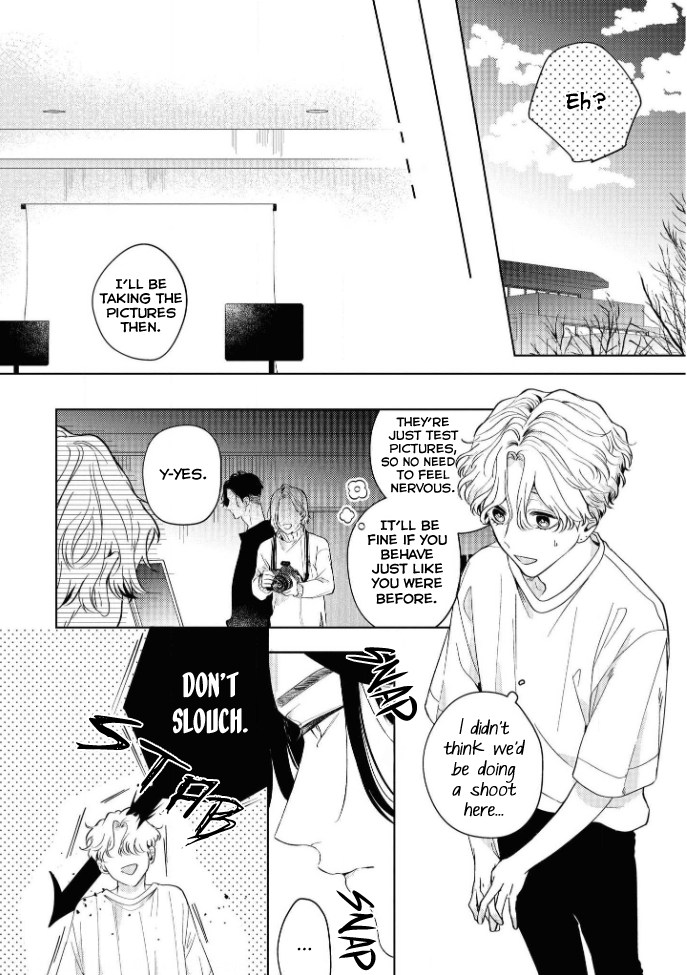 Eh?
I'LL BE
TAKING THE
PICTURES
THEN.
THEY'RE
JUST TEST
PICTURES,
SO NO NEED
TO FEEL
NERVOUS.
IT'LL BE
FINE IF YOU
BEHAVE
JUST LIKE
YOU WERE
BEFORE.
Y-YES.
I didn't
think we'd
be doing
a shoot
here...
SNAP
DON'T
SLOUCH.
STAB
SNAP
...